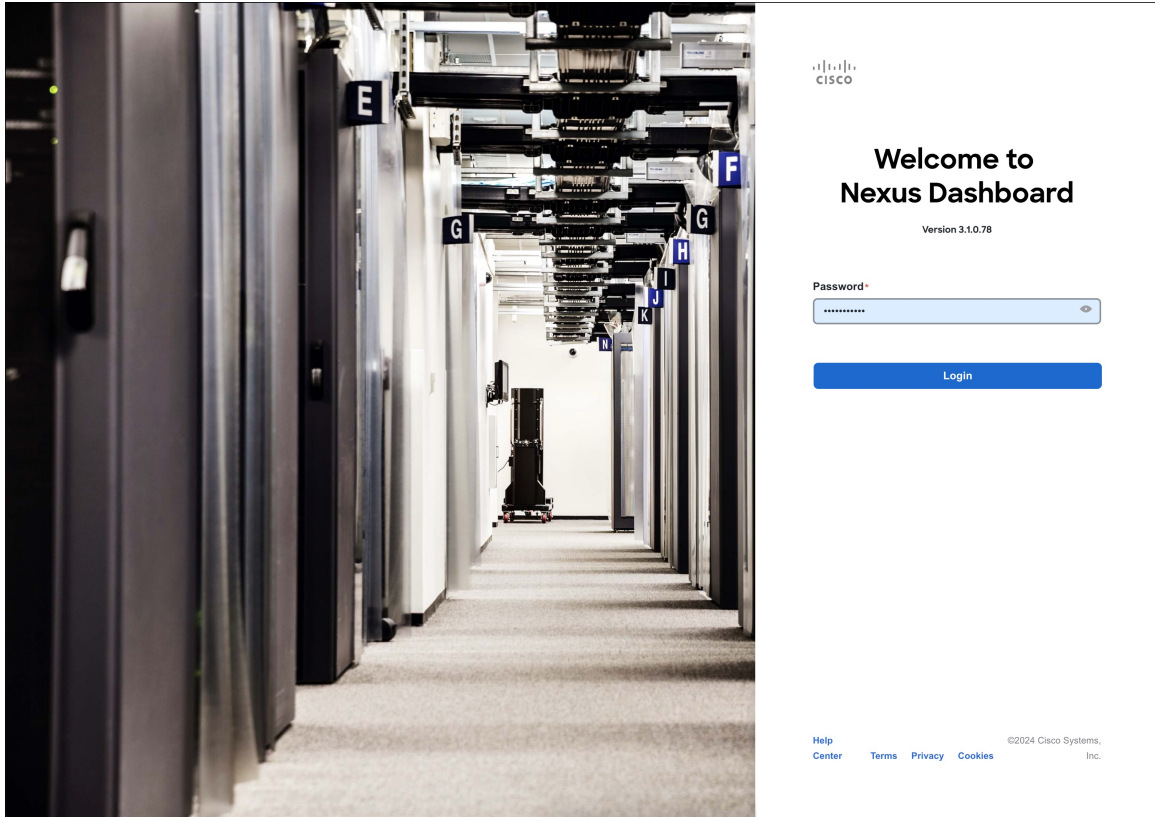 CISCO
Welcome to
Nexus Dashboard
Version 3.1.0.78
Password*
•••••••••••
Login
Help
Center
Terms
Privacy
Cookies
©2024 Cisco Systems,
Inc.
E
F
G
G
H
I
J
K
N